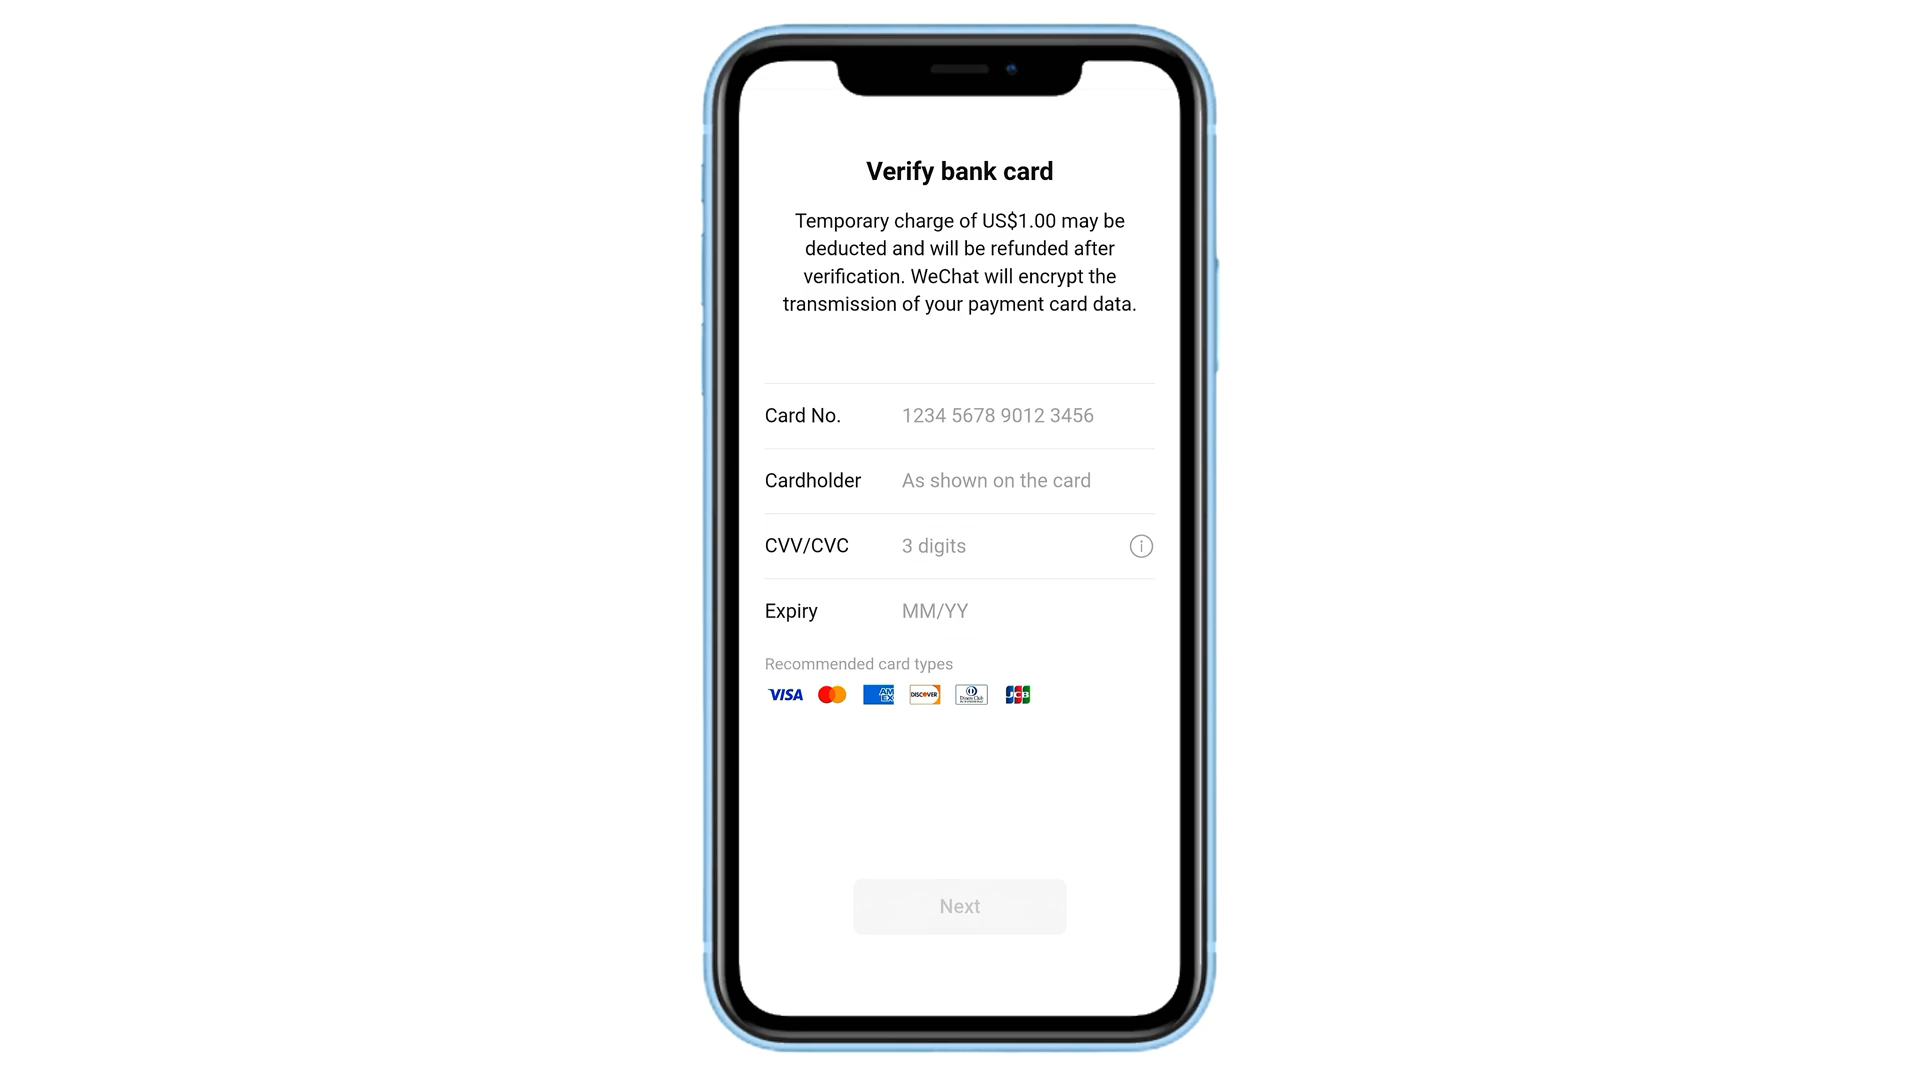 Verify bank card
Temporary charge of US$1.00 may be
deducted and will be refunded after
verification. WeChat will encrypt the
transmission of your payment card data.
Card No. 1234 5678 9012 3456
Cardholder As shown on the card
CVV/CVC 3 digits
Expiry MM/YY
Recommended card types
VISA AM EX DISCOVER Diners Club JCB
Next